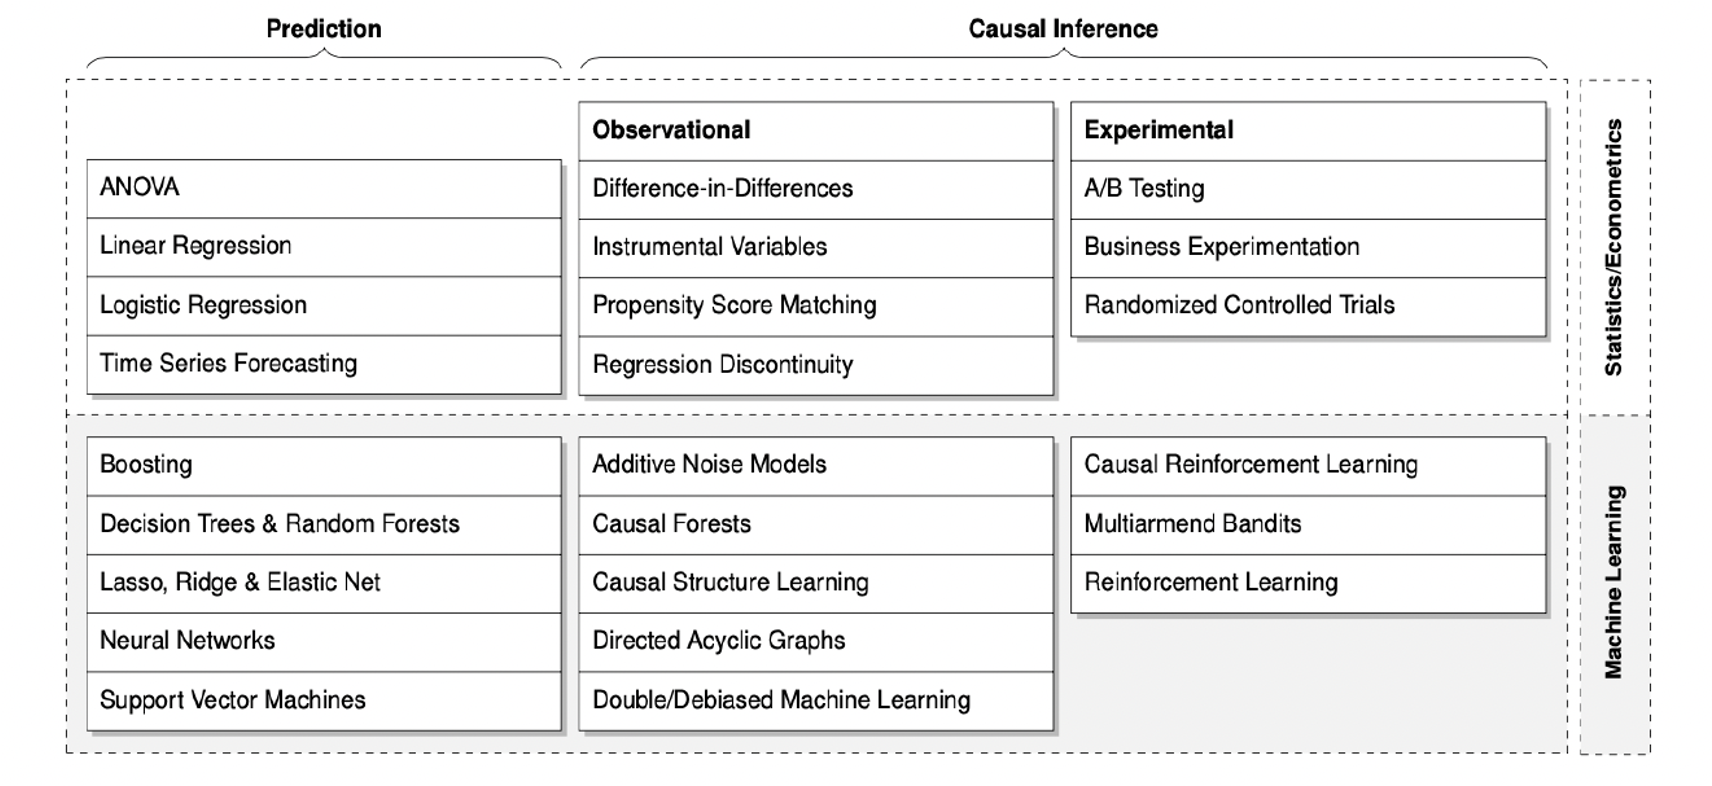 Prediction
Causal Inference
ANOVA
Linear Regression
Logistic Regression
Time Series Forecasting
Observational
Difference-in-Differences
Instrumental Variables
Propensity Score Matching
Regression Discontinuity
Experimental
A/B Testing
Business Experimentation
Randomized Controlled Trials
Statistics/Econometrics
Boosting
Decision Trees & Random Forests
Lasso, Ridge & Elastic Net
Neural Networks
Support Vector Machines
Additive Noise Models
Causal Forests
Causal Structure Learning
Directed Acyclic Graphs
Double/Debiased Machine Learning
Causal Reinforcement Learning
Multiarmend Bandits
Reinforcement Learning
Machine Learning